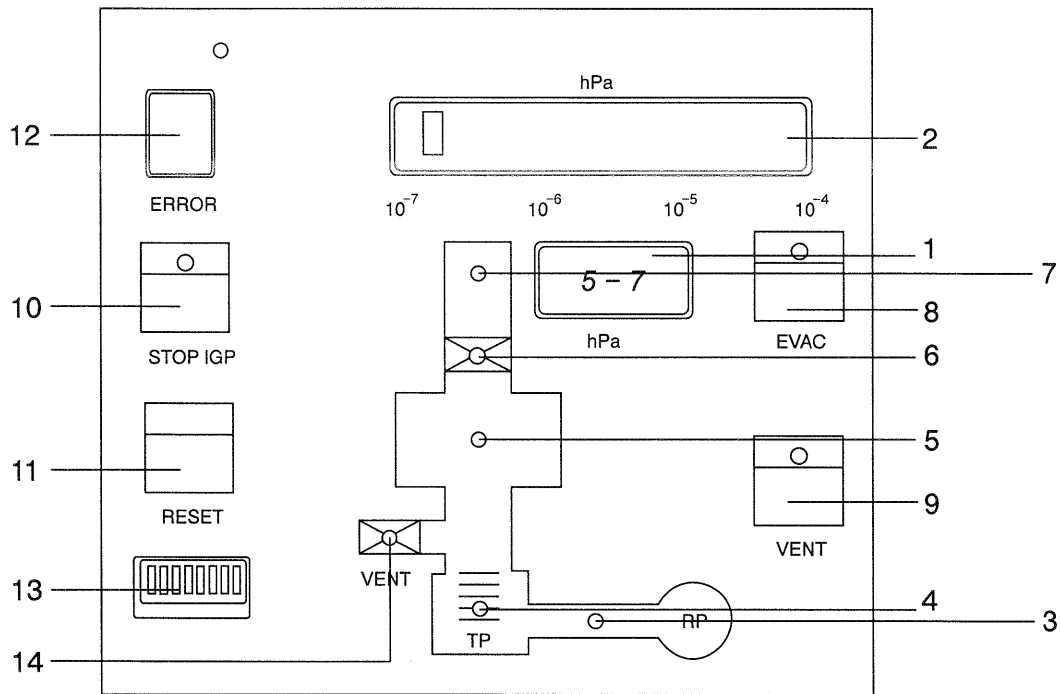 hPa
12
2
ERROR
10⁻⁷ 10⁻⁶ 10⁻⁵ 10⁻⁴
1
5 – 7
7
10
8
STOP IGP
hPa
EVAC
6
5
11
9
RESET
VENT
VENT
13
4
3
TP
RP
14